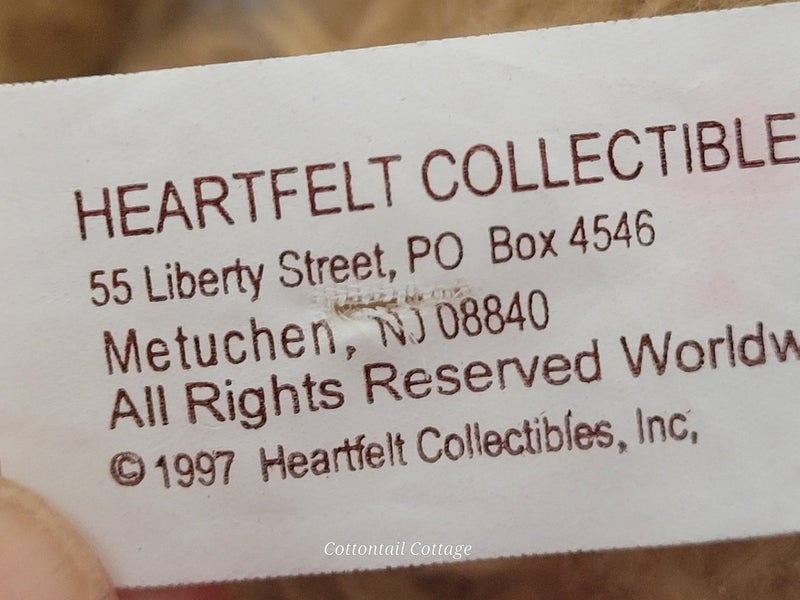 HEARTFELT COLLECTIBLE
55 Liberty Street, PO Box 4546
Metuchen, NJ 08840
All Rights Reserved Worldw
©1997 Heartfelt Collectibles, Inc,
Cottontail Cottage